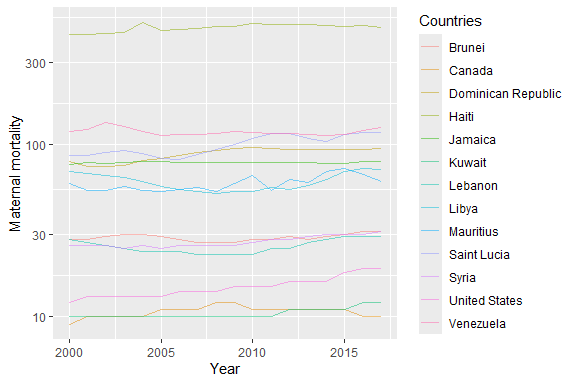 Maternal mortality
300
100
30
10
2000
2005
2010
2015
Year
Countries
Brunei
Canada
Dominican Republic
Haiti
Jamaica
Kuwait
Lebanon
Libya
Mauritius
Saint Lucia
Syria
United States
Venezuela